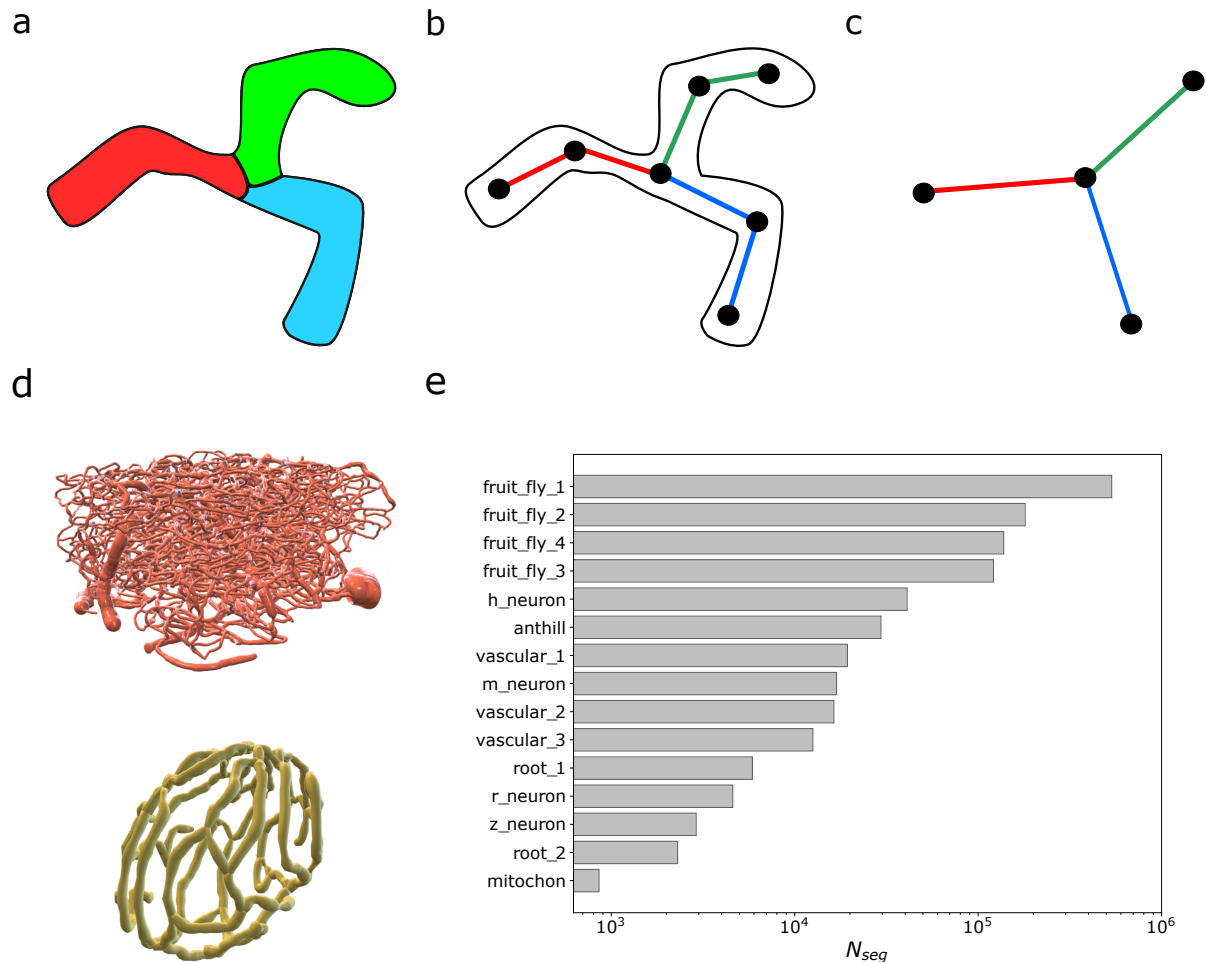 a
b
c
d
e
fruit_fly_1
fruit_fly_2
fruit_fly_4
fruit_fly_3
h_neuron
anthill
vascular_1
m_neuron
vascular_2
vascular_3
root_1
r_neuron
z_neuron
root_2
mitochon
10³ 10⁴ 10⁵ 10⁶
N_seg